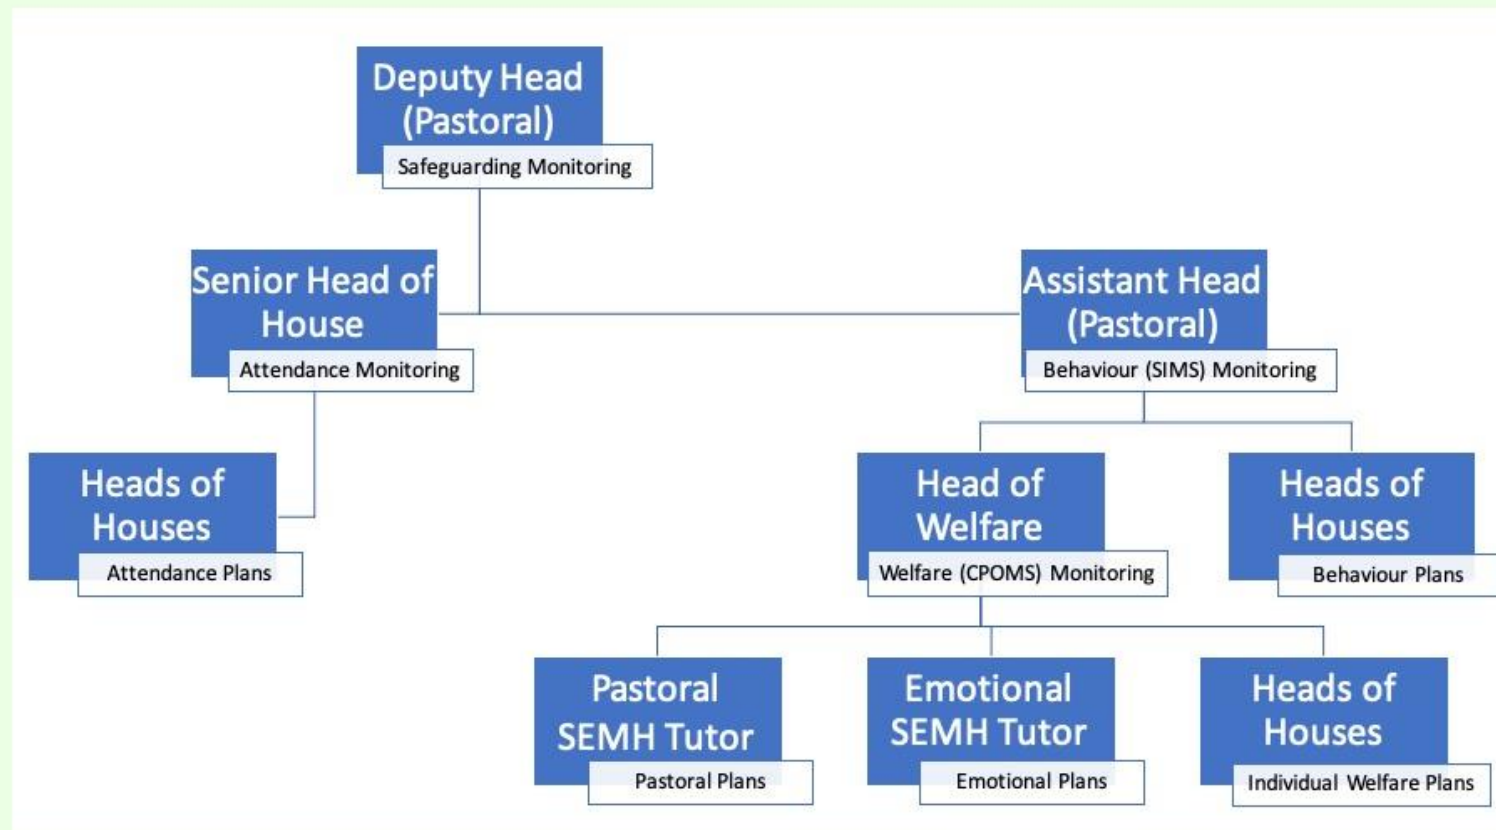 Deputy Head
(Pastoral)
Safeguarding Monitoring
Senior Head of
House
Attendance Monitoring
Assistant Head
(Pastoral)
Behaviour (SIMS) Monitoring
Heads of
Houses
Attendance Plans
Head of
Welfare
Welfare (CPOMS) Monitoring
Heads of
Houses
Behaviour Plans
Pastoral
SEMH Tutor
Pastoral Plans
Emotional
SEMH Tutor
Emotional Plans
Heads of
Houses
Individual Welfare Plans